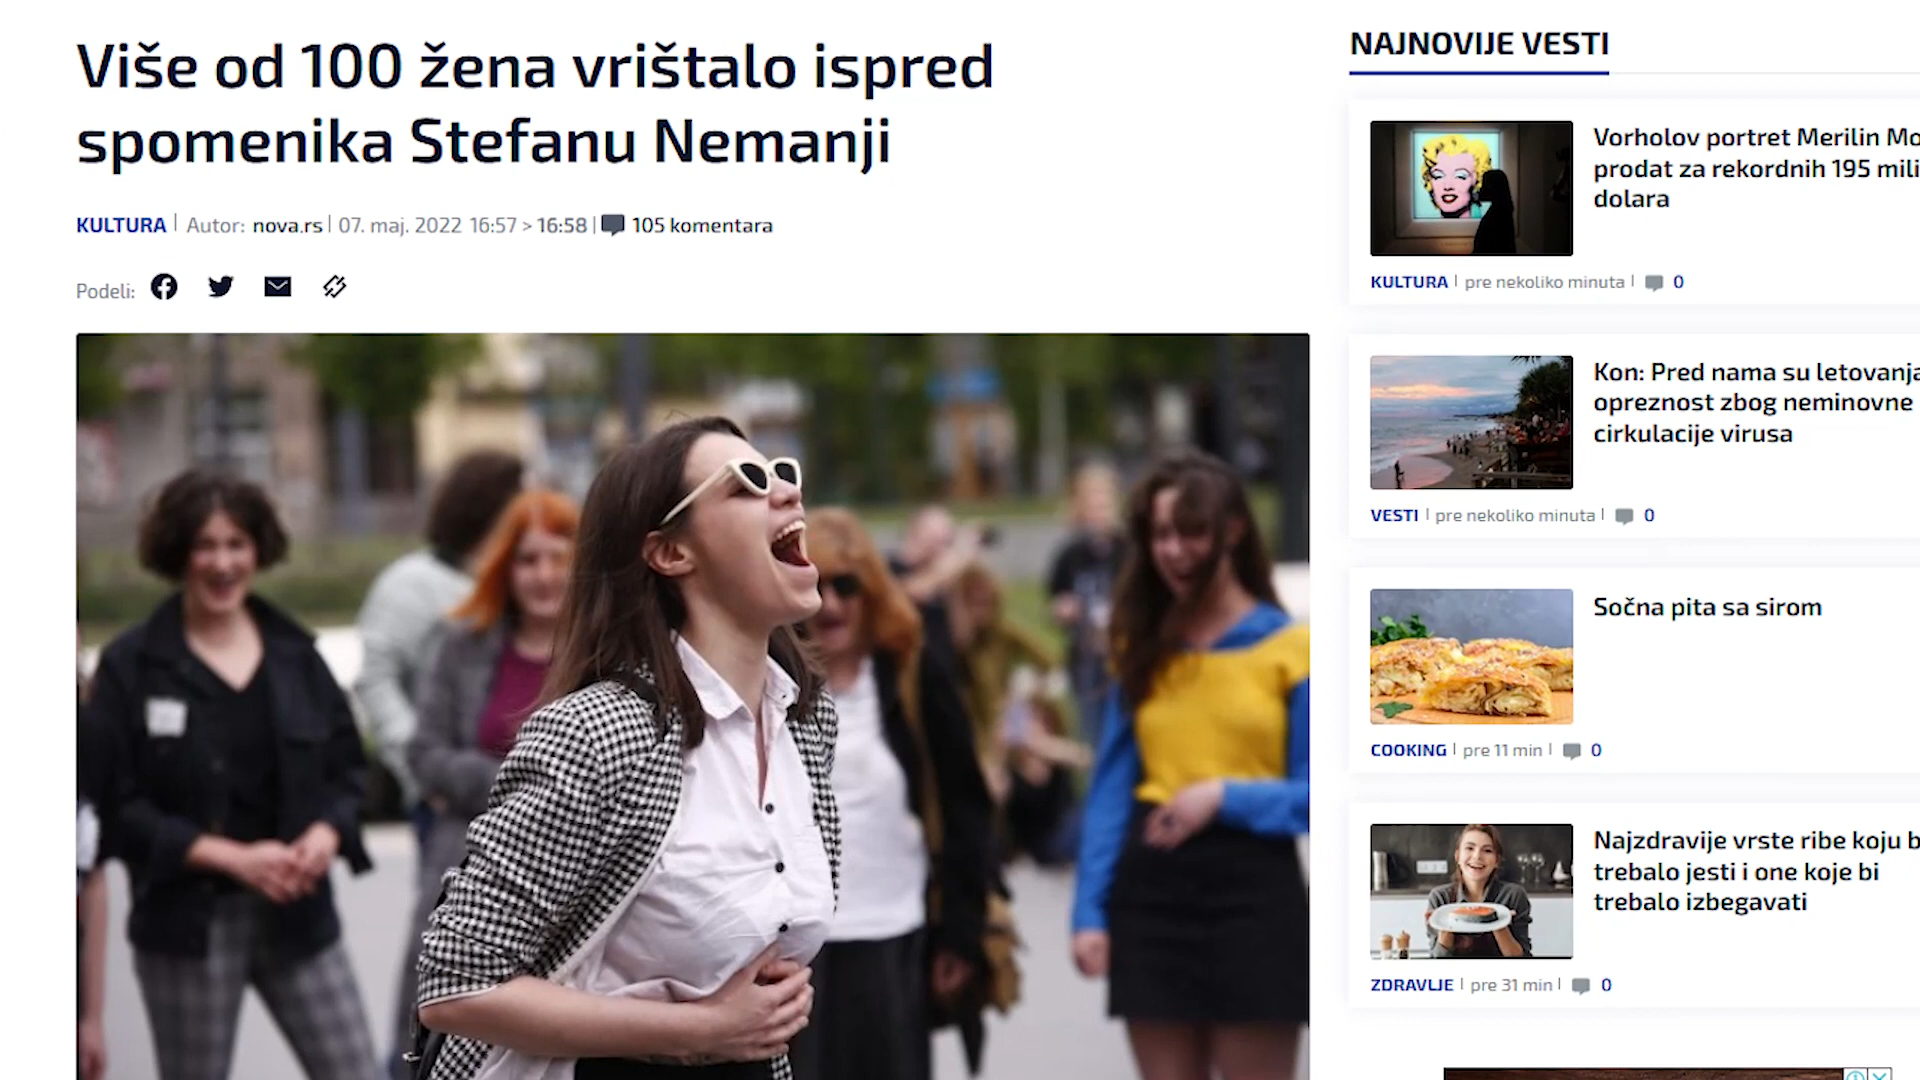 Više od 100 žena vrištalo ispred
spomenika Stefanu Nemanji
KULTURA | Autor: nova.rs | 07. maj. 2022 16:57 > 16:58 | 105 komentara
Podeli:
NAJNOVIJE VESTI
Vorholov portret Merilin Mo
prodat za rekordnih 195 mili
dolara
KULTURA | pre nekoliko minuta | 0
Kon: Pred nama su letovanja
opreznost zbog neminovne
cirkulacije virusa
VESTI | pre nekoliko minuta | 0
Sočna pita sa sirom
COOKING | pre 11 min | 0
Najzdravije vrste ribe koju b
trebalo jesti i one koje bi
trebalo izbegavati
ZDRAVLJE | pre 31 min | 0